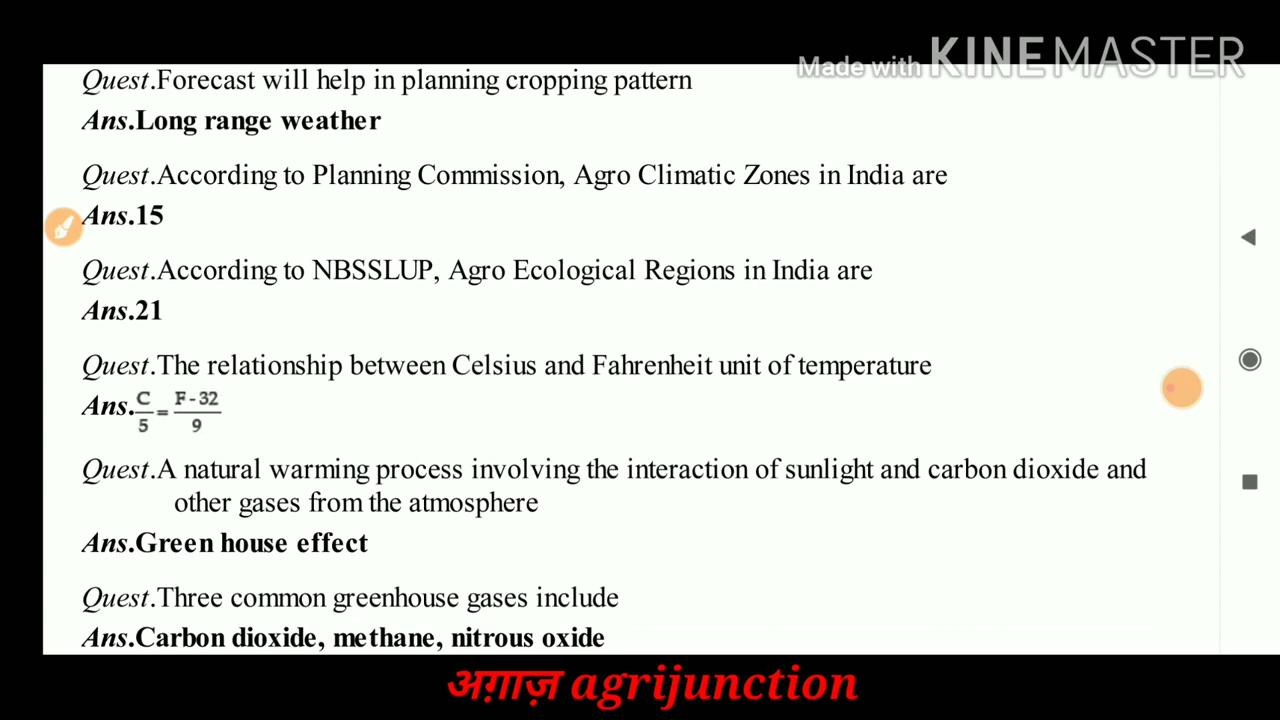 Made with KINEMASTER
Quest.Forecast will help in planning cropping pattern
Ans.Long range weather
Quest.According to Planning Commission, Agro Climatic Zones in India are
Ans.15
Quest.According to NBSSLUP, Agro Ecological Regions in India are
Ans.21
Quest.The relationship between Celsius and Fahrenheit unit of temperature
Ans.C/5 = F-32/9
Quest.A natural warming process involving the interaction of sunlight and carbon dioxide and
other gases from the atmosphere
Ans.Green house effect
Quest.Three common greenhouse gases include
Ans.Carbon dioxide, methane, nitrous oxide
अग़ाज़ agrijunction